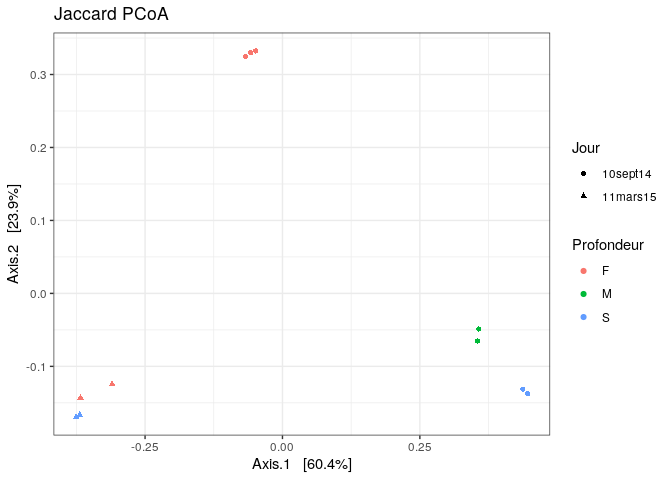 Jaccard PCoA
0.3
0.2
0.1
0.0
-0.1
-0.25
0.00
0.25
Axis.1 [60.4%]
Axis.2 [23.9%]
Jour
10sept14
11mars15
Profondeur
F
M
S